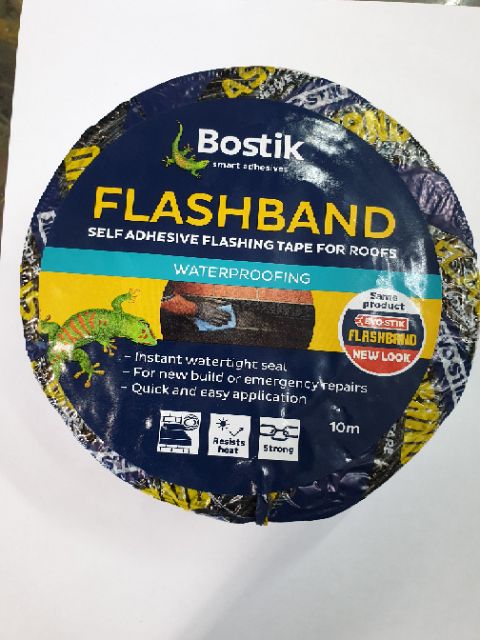 Bostik
smart adhesives
FLASHBAND
SELF ADHESIVE FLASHING TAPE FOR ROOFS
WATERPROOFING
Same
product
EVO-STIK
FLASHBAND
NEW LOOK
- Instant watertight seal
- For new build or emergency repairs
- Quick and easy application
Resists
heat
Strong
10m